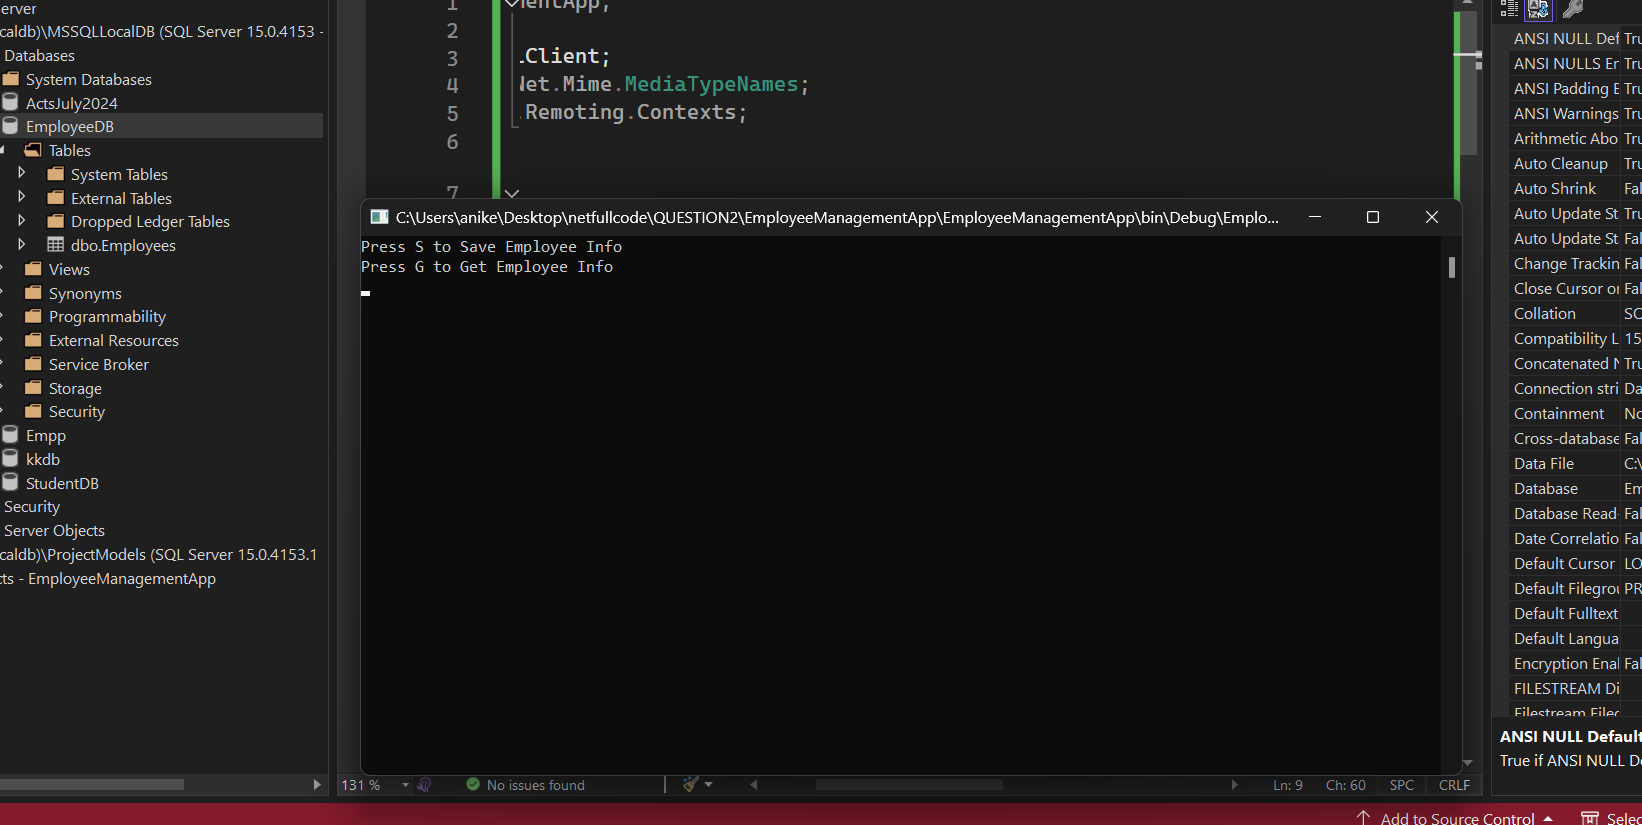 erver
caldb)\MSSQLLocalDB (SQL Server 15.0.4153 -
Databases
System Databases
ActsJuly2024
EmployeeDB
Tables
System Tables
External Tables
Dropped Ledger Tables
dbo.Employees
Views
Synonyms
Programmability
External Resources
Service Broker
Storage
Security
Empp
kkdb
StudentDB
Security
Server Objects
caldb)\ProjectModels (SQL Server 15.0.4153.1
cts - EmployeeManagementApp
1 mentApp;
2
3 .Client;
4 Net.Mime.MediaTypeNames;
5 .Remoting.Contexts;
6
7
C:\Users\anike\Desktop\netfullcode\QUESTION2\EmployeeManagementApp\EmployeeManagementApp\bin\Debug\Emplo...
Press S to Save Employee Info
Press G to Get Employee Info
131 %
No issues found
Ln: 9 Ch: 60 SPC CRLF
ANSI NULL Def Tru
ANSI NULLS En Tru
ANSI Padding E Tru
ANSI Warnings Tru
Arithmetic Abo Tru
Auto Cleanup Tru
Auto Shrink Fal
Auto Update St Tru
Auto Update St Fal
Change Trackin Fal
Close Cursor or Fal
Collation SQ
Compatibility L 15
Concatenated N Tru
Connection stri Da
Containment No
Cross-database Fal
Data File C:\
Database Em
Database Read- Fal
Date Correlatio Fal
Default Cursor LO
Default Filegrou PR
Default Fulltext
Default Langua
Encryption Enal Fal
FILESTREAM Di
Filestream Fileg
ANSI NULL Default
True if ANSI NULL De
Add to Source Control
Selec